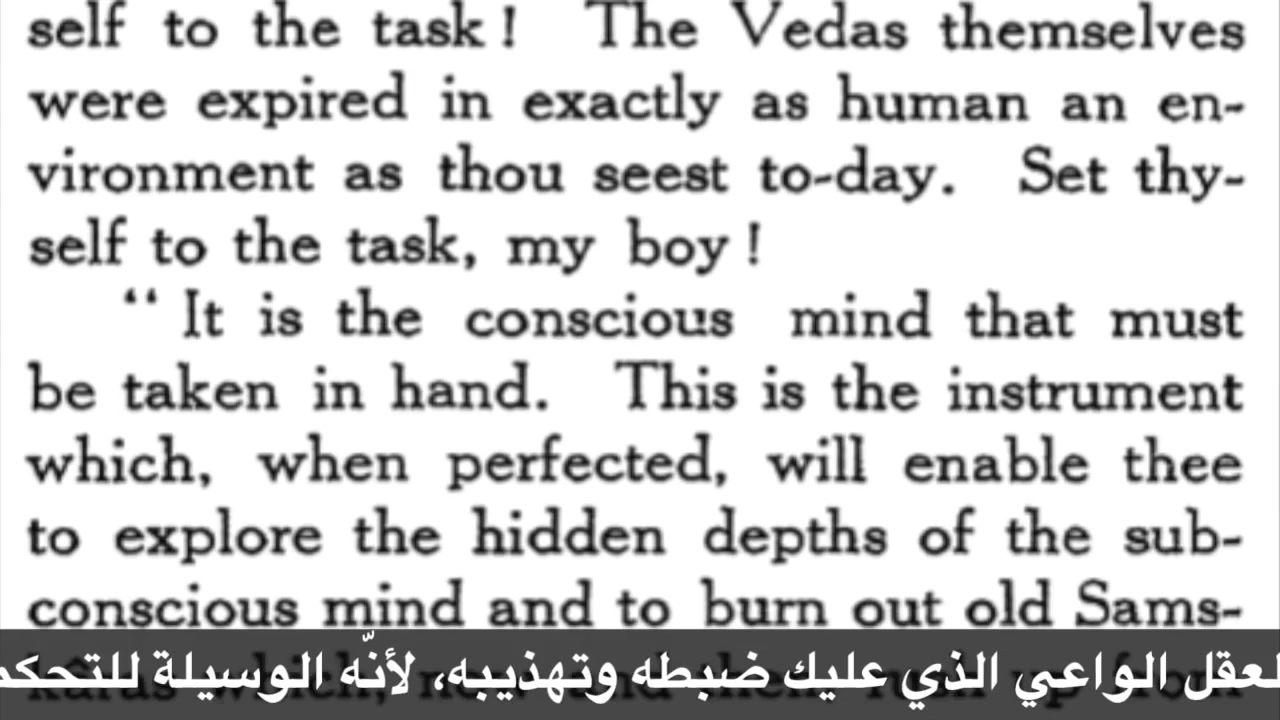 self to the task! The Vedas themselves
were expired in exactly as human an en-
vironment as thou seest to-day. Set thy-
self to the task, my boy!
“ It is the conscious mind that must
be taken in hand. This is the instrument
which, when perfected, will enable thee
to explore the hidden depths of the sub-
conscious mind and to burn out old Sams-
لعقل الواعي الذي عليك ضبطه وتهذيبه، لأنّه الوسيلة للتحكم